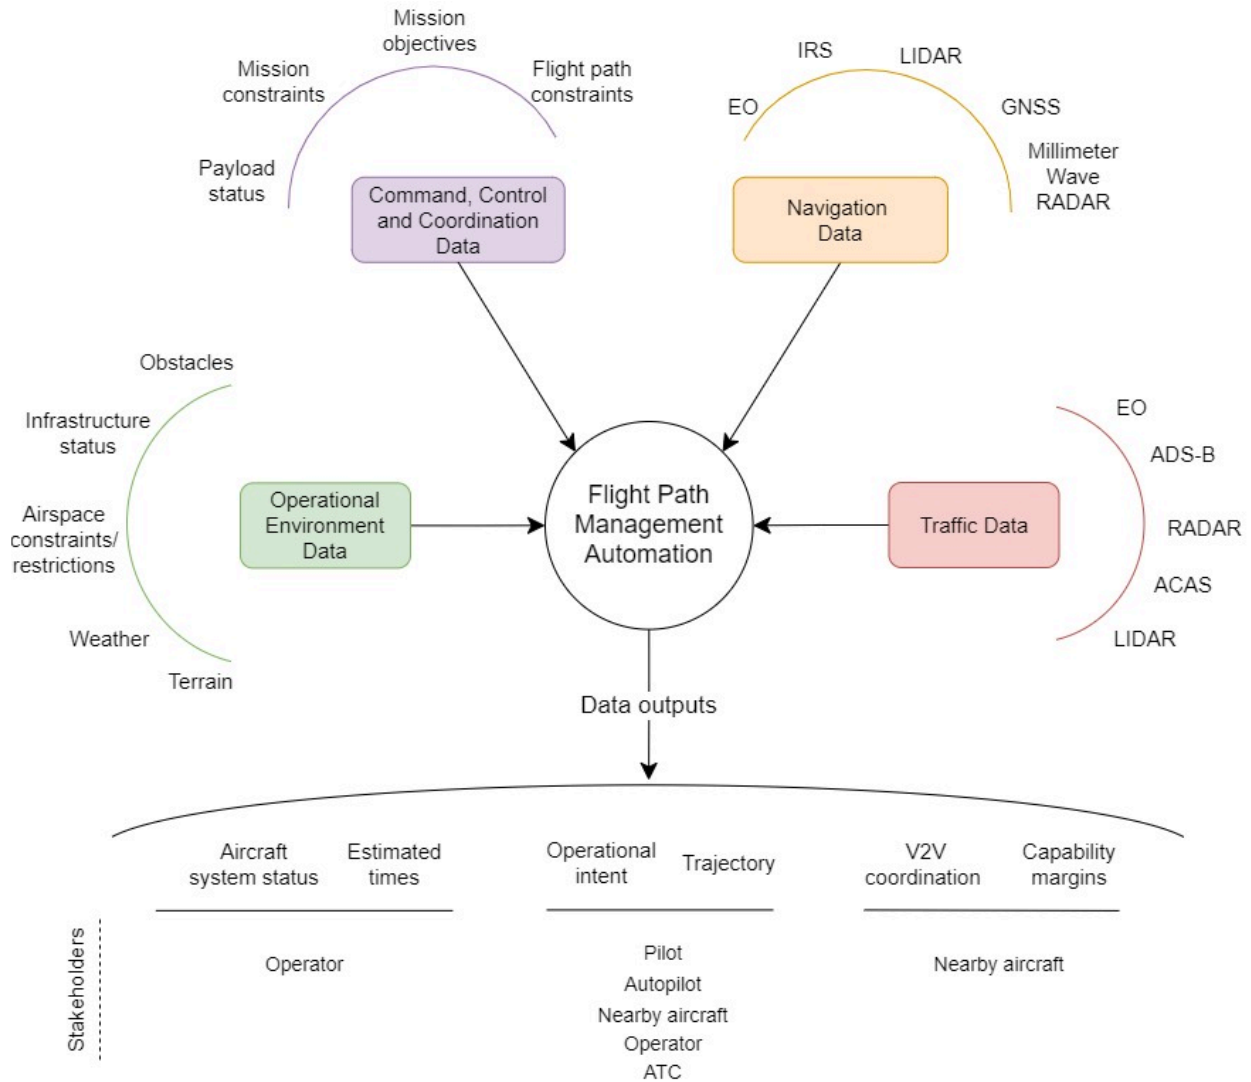 Mission
objectives
Mission
constraints
Flight path
constraints
Payload
status
Command, Control
and Coordination
Data
IRS
LIDAR
EO
GNSS
Millimeter
Wave
RADAR
Navigation
Data
Obstacles
Infrastructure
status
Airspace
constraints/
restrictions
Weather
Terrain
Operational
Environment
Data
Flight Path
Management
Automation
Traffic Data
EO
ADS-B
RADAR
ACAS
LIDAR
Data outputs
Aircraft
system status
Estimated
times
Operational
intent
Trajectory
V2V
coordination
Capability
margins
Stakeholders
Operator
Pilot
Autopilot
Nearby aircraft
Operator
ATC
Nearby aircraft